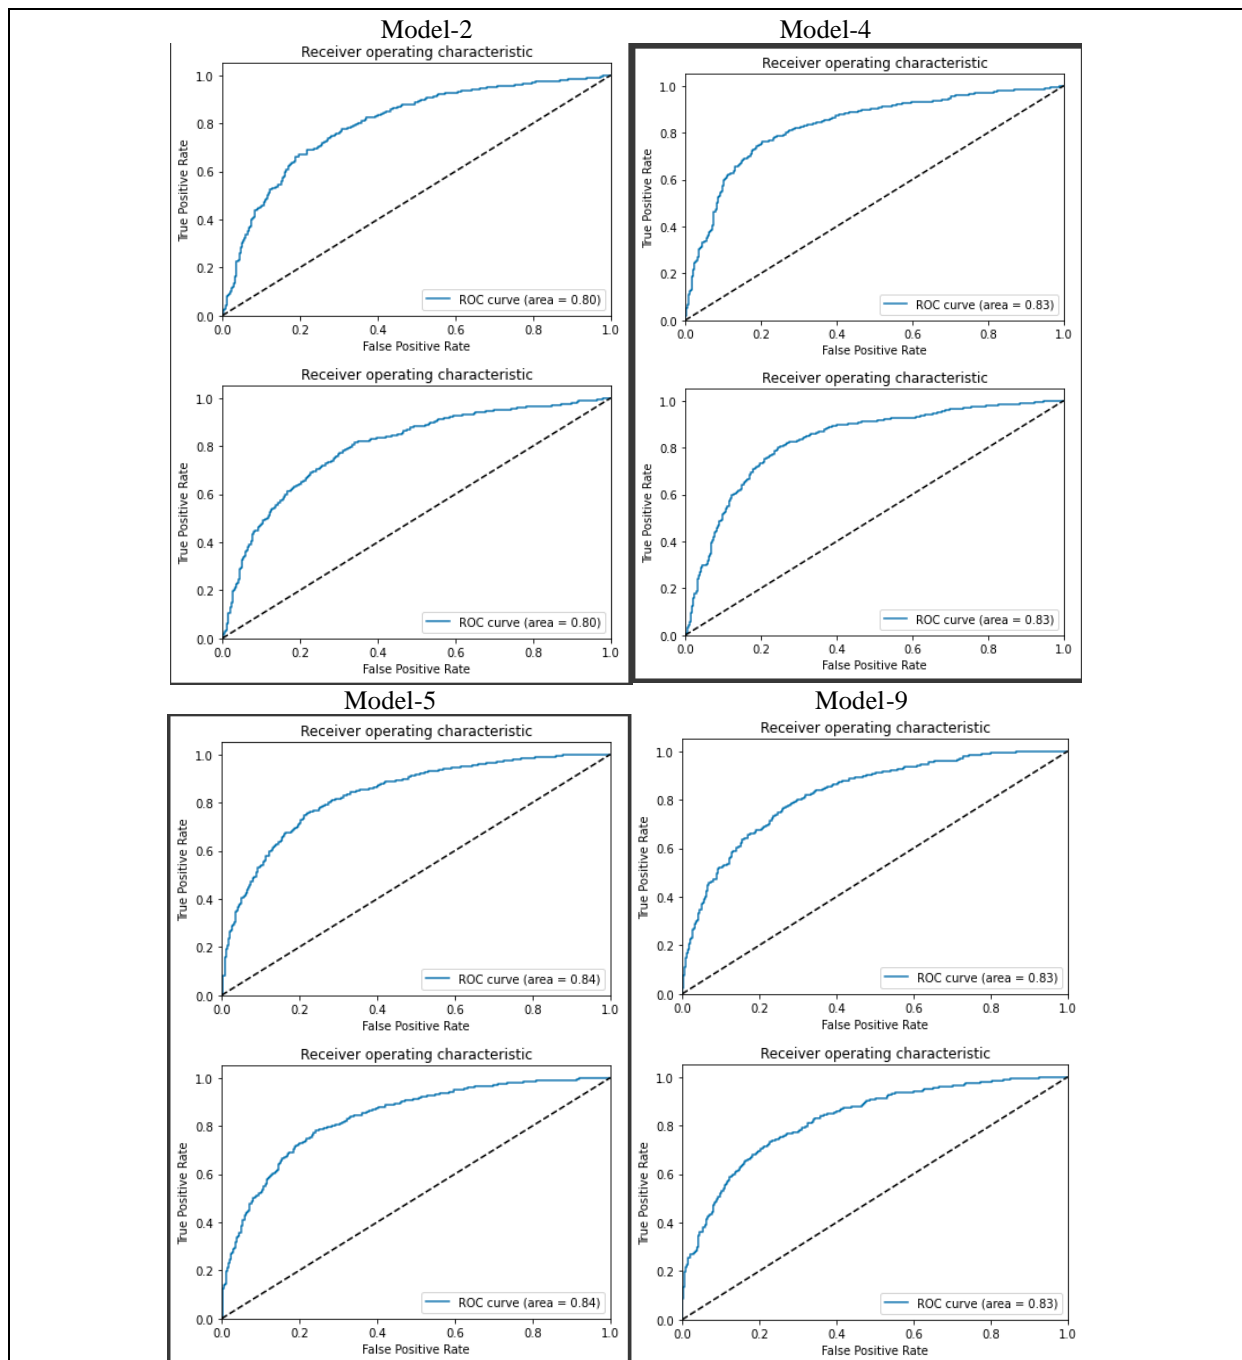 Model-2
Receiver operating characteristic
True Positive Rate
1.0
0.8
0.6
0.4
0.2
0.0
ROC curve (area = 0.80)
0.0 0.2 0.4 0.6 0.8 1.0
False Positive Rate
Receiver operating characteristic
True Positive Rate
1.0
0.8
0.6
0.4
0.2
0.0
ROC curve (area = 0.80)
0.0 0.2 0.4 0.6 0.8 1.0
False Positive Rate
Model-4
Receiver operating characteristic
True Positive Rate
1.0
0.8
0.6
0.4
0.2
0.0
ROC curve (area = 0.83)
0.0 0.2 0.4 0.6 0.8 1.0
False Positive Rate
Receiver operating characteristic
True Positive Rate
1.0
0.8
0.6
0.4
0.2
0.0
ROC curve (area = 0.83)
0.0 0.2 0.4 0.6 0.8 1.0
False Positive Rate
Model-5
Receiver operating characteristic
True Positive Rate
1.0
0.8
0.6
0.4
0.2
0.0
ROC curve (area = 0.84)
0.0 0.2 0.4 0.6 0.8 1.0
False Positive Rate
Receiver operating characteristic
True Positive Rate
1.0
0.8
0.6
0.4
0.2
0.0
ROC curve (area = 0.84)
0.0 0.2 0.4 0.6 0.8 1.0
False Positive Rate
Model-9
Receiver operating characteristic
True Positive Rate
1.0
0.8
0.6
0.4
0.2
0.0
ROC curve (area = 0.83)
0.0 0.2 0.4 0.6 0.8 1.0
False Positive Rate
Receiver operating characteristic
True Positive Rate
1.0
0.8
0.6
0.4
0.2
0.0
ROC curve (area = 0.83)
0.0 0.2 0.4 0.6 0.8 1.0
False Positive Rate